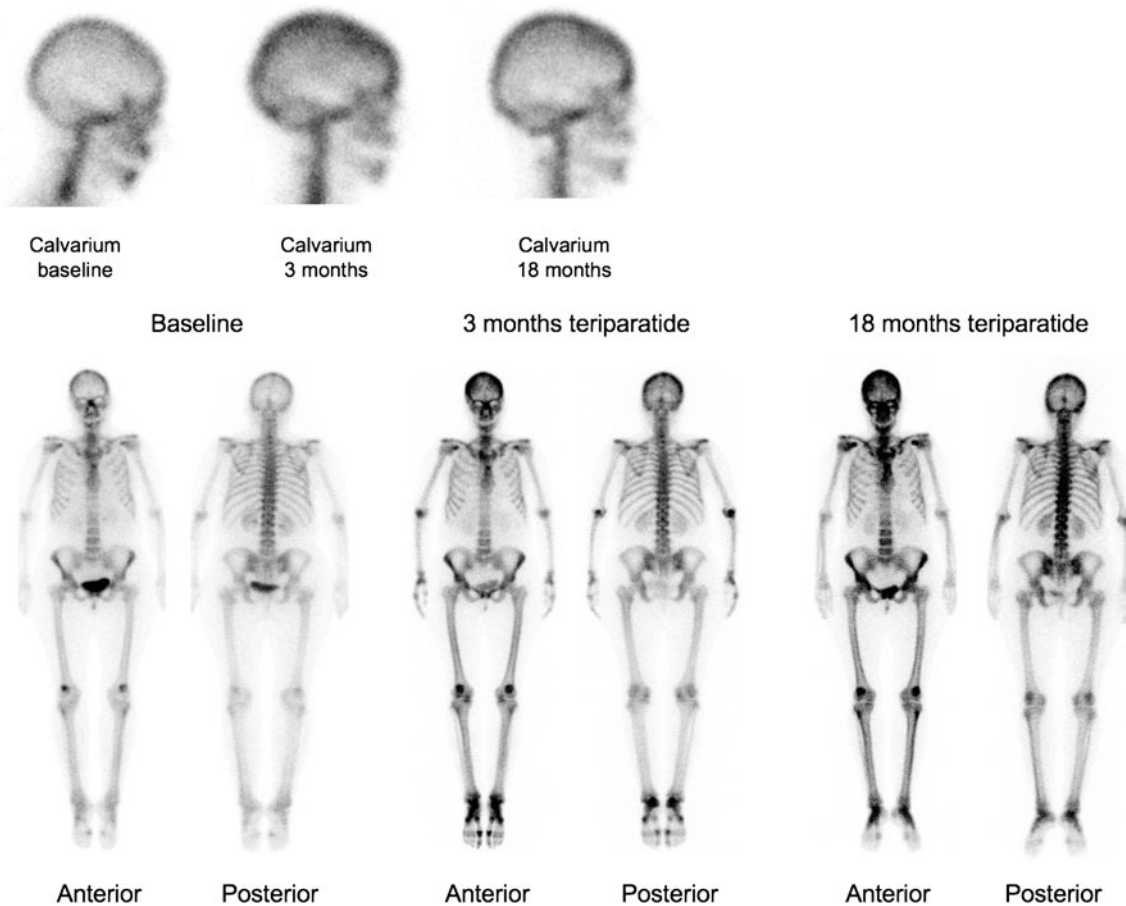 Calvarium
baseline
Calvarium
3 months
Calvarium
18 months
Baseline
3 months teriparatide
18 months teriparatide
Anterior
Posterior
Anterior
Posterior
Anterior
Posterior